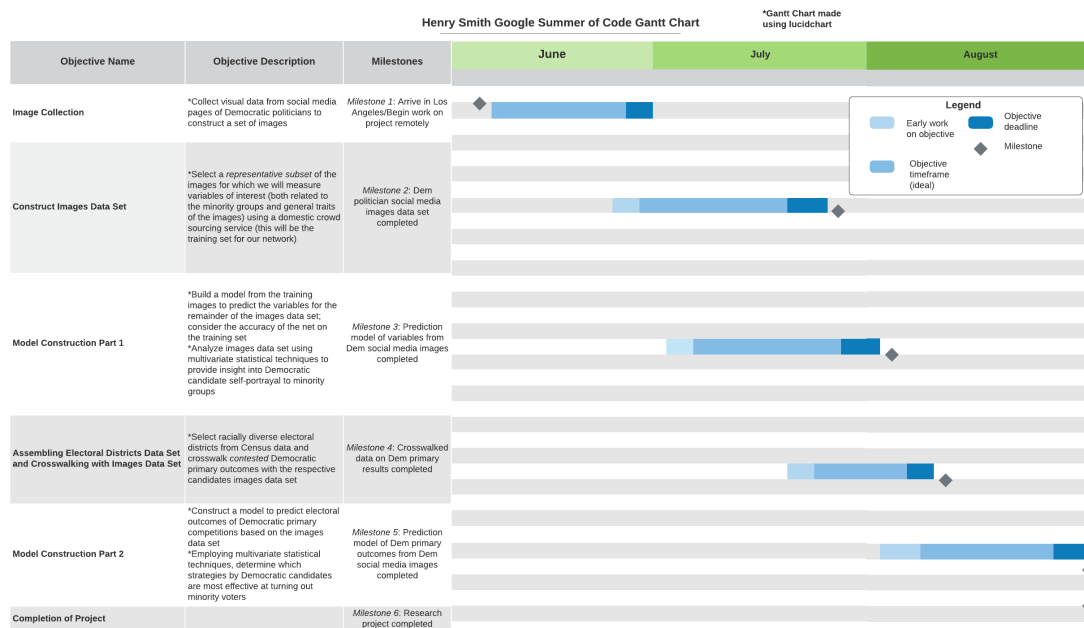 Henry Smith Google Summer of Code Gantt Chart
*Gantt Chart made
using lucidchart
Objective Name
Objective Description
Milestones
June
July
August
Image Collection
*Collect visual data from social media
pages of Democratic politicians to
construct a set of images
Milestone 1: Arrive in Los
Angeles/Begin work on
project remotely
Legend
Early work
on objective
Objective
deadline
Milestone
Objective
timeframe
(ideal)
Construct Images Data Set
*Select a representative subset of the
images for which we will measure
variables of interest (both related to
the minority groups and general traits
of the images) using a domestic crowd
sourcing service (this will be the
training set for our network)
Milestone 2: Dem
politician social media
images data set
completed
Model Construction Part 1
*Build a model from the training
images to predict the variables for the
remainder of the images data set;
consider the accuracy of the net on
the training set
*Analyze images data set using
multivariate statistical techniques to
provide insight into Democratic
candidate self-portrayal to minority
groups
Milestone 3: Prediction
model of variables from
Dem social media images
completed
Assembling Electoral Districts Data Set
and Crosswalking with Images Data Set
*Select racially diverse electoral
districts from Census data and
crosswalk contested Democratic
primary outcomes with the respective
candidates images data set
Milestone 4: Crosswalked
data on Dem primary
results completed
Model Construction Part 2
*Construct a model to predict electoral
outcomes of Democratic primary
competitions based on the images
data set
*Employing multivariate statistical
techniques, determine which
strategies by Democratic candidates
are most effective at turning out
minority voters
Milestone 5: Prediction
model of Dem primary
outcomes from Dem
social media images
completed
Completion of Project
Milestone 6: Research
project completed